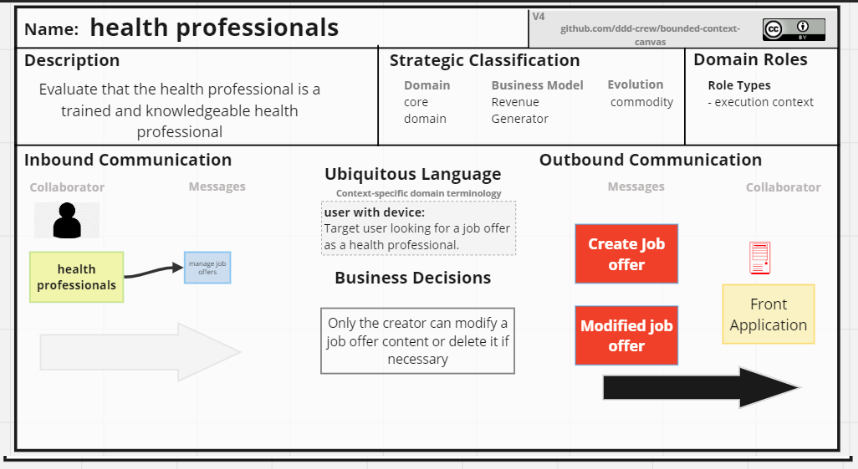 Name: health professionals
V4
github.com/ddd-crew/bounded-context-
canvas
cc
BY
Description
Evaluate that the health professional is a
trained and knowledgeable health
professional
Strategic Classification
Domain
core
domain
Business Model
Revenue
Generator
Evolution
commodity
Domain Roles
Role Types
- execution context
Inbound Communication
Collaborator
Messages
health
professionals
manage job
offers
Ubiquitous Language
Context-specific domain terminology
user with device:
Target user looking for a job offer
as a health professional.
Business Decisions
Only the creator can modify a
job offer content or delete it if
necessary
Outbound Communication
Messages
Collaborator
Create Job
offer
Modified job
offer
Front
Application